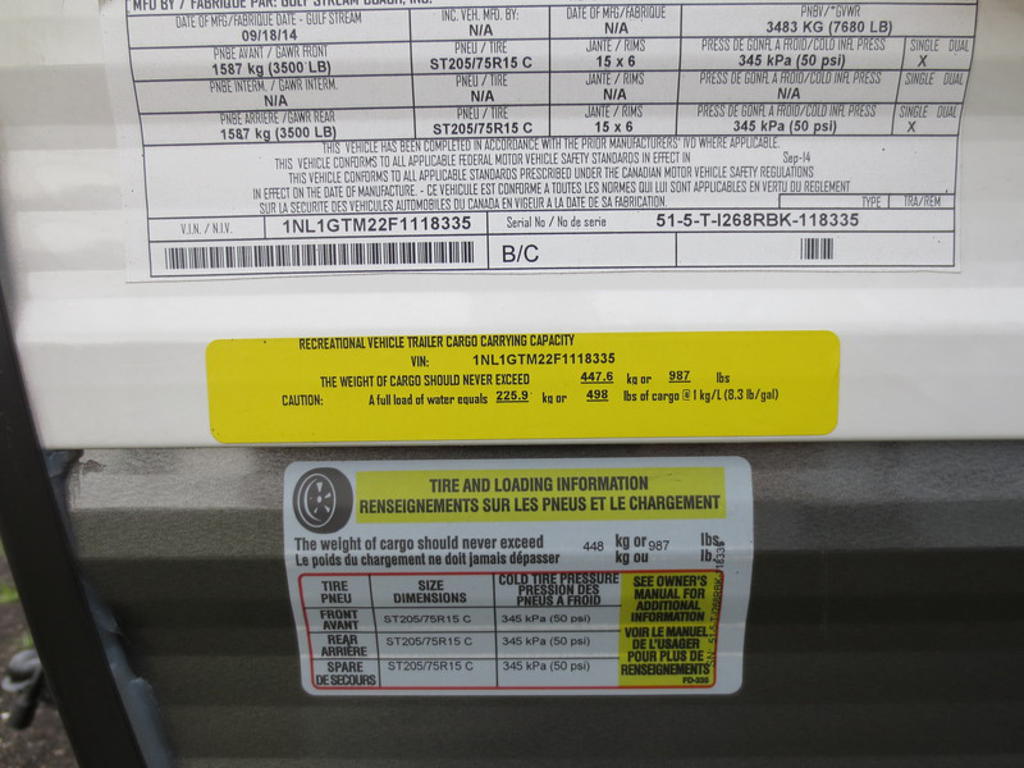 MFD BY / FABRIQUE PAR: GULF STREAM COACH, INC.
DATE OF MFG/FABRIQUE DATE - GULF STREAM INC. VEH. MFD. BY: DATE OF MFG/FABRIQUE PNBV/*GVWR
09/18/14 N/A N/A 3483 KG (7680 LB)
PNBE AVANT / GAWR FRONT PNEU / TIRE JANTE / RIMS PRESS DE GONFL A FROID/COLD INFL PRESS SINGLE DUAL
1587 kg (3500 LB) ST205/75R15 C 15 x 6 345 kPa (50 psi) X
PNBE INTERM. / GAWR INTERM. PNEU / TIRE JANTE / RIMS PRESS DE GONFL A FROID/COLD INFL PRESS SINGLE DUAL
N/A N/A N/A N/A
PNBE ARRIERE / GAWR REAR PNEU / TIRE JANTE / RIMS PRESS DE GONFL A FROID/COLD INFL PRESS SINGLE DUAL
1587 kg (3500 LB) ST205/75R15 C 15 x 6 345 kPa (50 psi) X
THIS VEHICLE HAS BEEN COMPLETED IN ACCORDANCE WITH THE PRIOR MANUFACTURERS' IVD WHERE APPLICABLE.
THIS VEHICLE CONFORMS TO ALL APPLICABLE FEDERAL MOTOR VEHICLE SAFETY STANDARDS IN EFFECT IN Sep-14
THIS VEHICLE CONFORMS TO ALL APPLICABLE STANDARDS PRESCRIBED UNDER THE CANADIAN MOTOR VEHICLE SAFETY REGULATIONS
IN EFFECT ON THE DATE OF MANUFACTURE. - CE VEHICULE EST CONFORME A TOUTES LES NORMES QUI LUI SONT APPLICABLES EN VERTU DU REGLEMENT
SUR LA SECURITE DES VEHICULES AUTOMOBILES DU CANADA EN VIGEUR A LA DATE DE SA FABRICATION. TYPE TRA/REM
V.I.N. / N.I.V. 1NL1GTM22F1118335 Serial No / No de serie 51-5-T-I268RBK-118335
B/C
RECREATIONAL VEHICLE TRAILER CARGO CARRYING CAPACITY
VIN: 1NL1GTM22F1118335
THE WEIGHT OF CARGO SHOULD NEVER EXCEED 447.6 kg or 987 lbs
CAUTION: A full load of water equals 225.9 kg or 498 lbs of cargo @ 1 kg/L (8.3 lb/gal)
TIRE AND LOADING INFORMATION
RENSEIGNEMENTS SUR LES PNEUS ET LE CHARGEMENT
The weight of cargo should never exceed 448 kg or 987 lbs.
Le poids du chargement ne doit jamais dépasser kg ou lb.
TIRE PNEU
SIZE DIMENSIONS
COLD TIRE PRESSURE
PRESSION DES
PNEUS A FROID
FRONT AVANT ST205/75R15 C 345 kPa (50 psi)
REAR ARRIÈRE ST205/75R15 C 345 kPa (50 psi)
SPARE DE SECOURS ST205/75R15 C 345 kPa (50 psi)
SEE OWNER'S
MANUAL FOR
ADDITIONAL
INFORMATION
VOIR LE MANUEL
DE L'USAGER
POUR PLUS DE
RENSEIGNEMENTS
FD-335